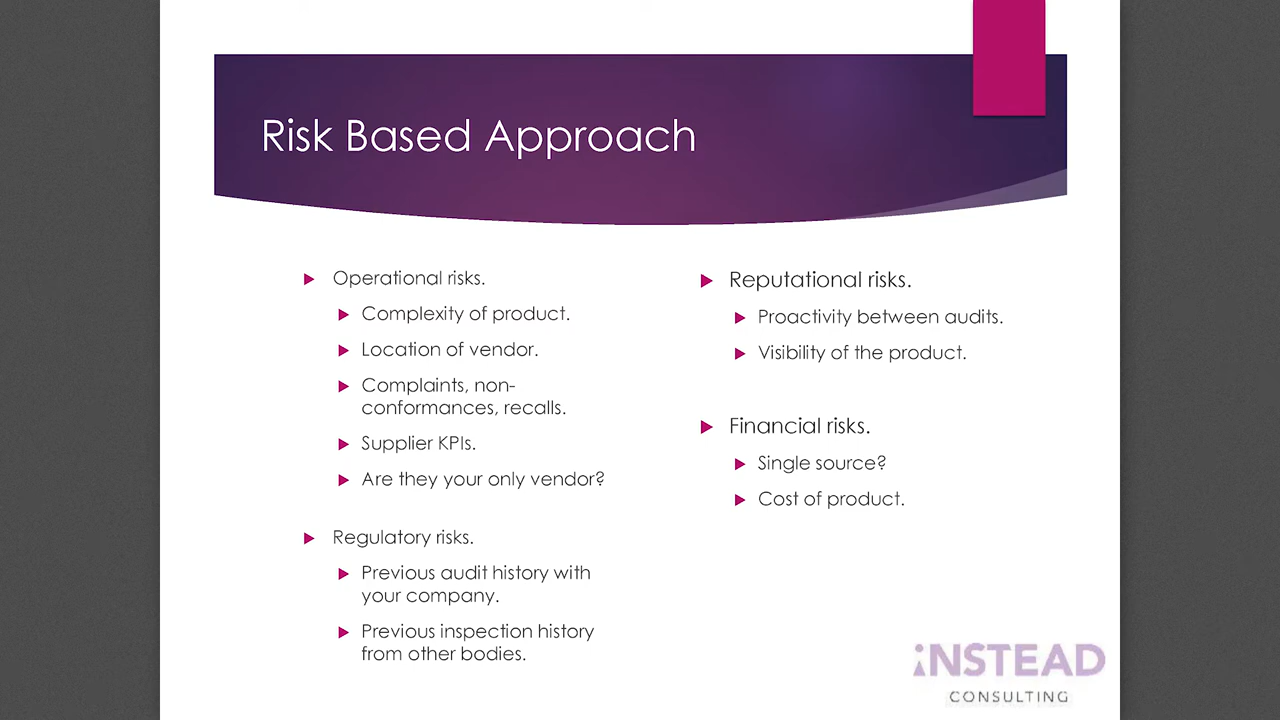 Risk Based Approach
Operational risks.
Complexity of product.
Location of vendor.
Complaints, non-
conformances, recalls.
Supplier KPIs.
Are they your only vendor?
Regulatory risks.
Previous audit history with
your company.
Previous inspection history
from other bodies.
Reputational risks.
Proactivity between audits.
Visibility of the product.
Financial risks.
Single source?
Cost of product.
iNSTEAD
CONSULTING